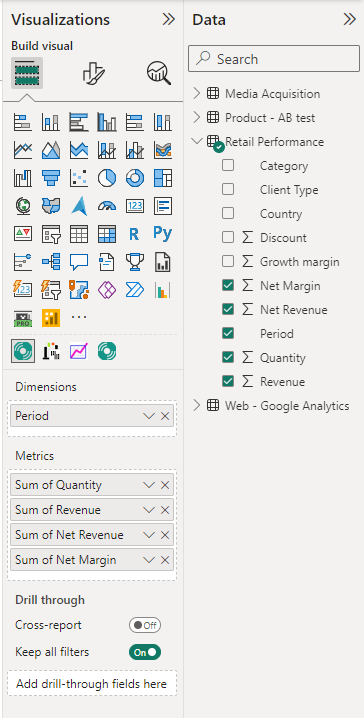 Visualizations
Build visual
123
R
Py
123
PRO
...
Dimensions
Period
Metrics
Sum of Quantity
Sum of Revenue
Sum of Net Revenue
Sum of Net Margin
Drill through
Cross-report
Off
Keep all filters
On
Add drill-through fields here
Data
Search
Media Acquisition
Product - AB test
Retail Performance
Category
Client Type
Country
Σ Discount
Σ Growth margin
Σ Net Margin
Σ Net Revenue
Period
Σ Quantity
Σ Revenue
Web - Google Analytics